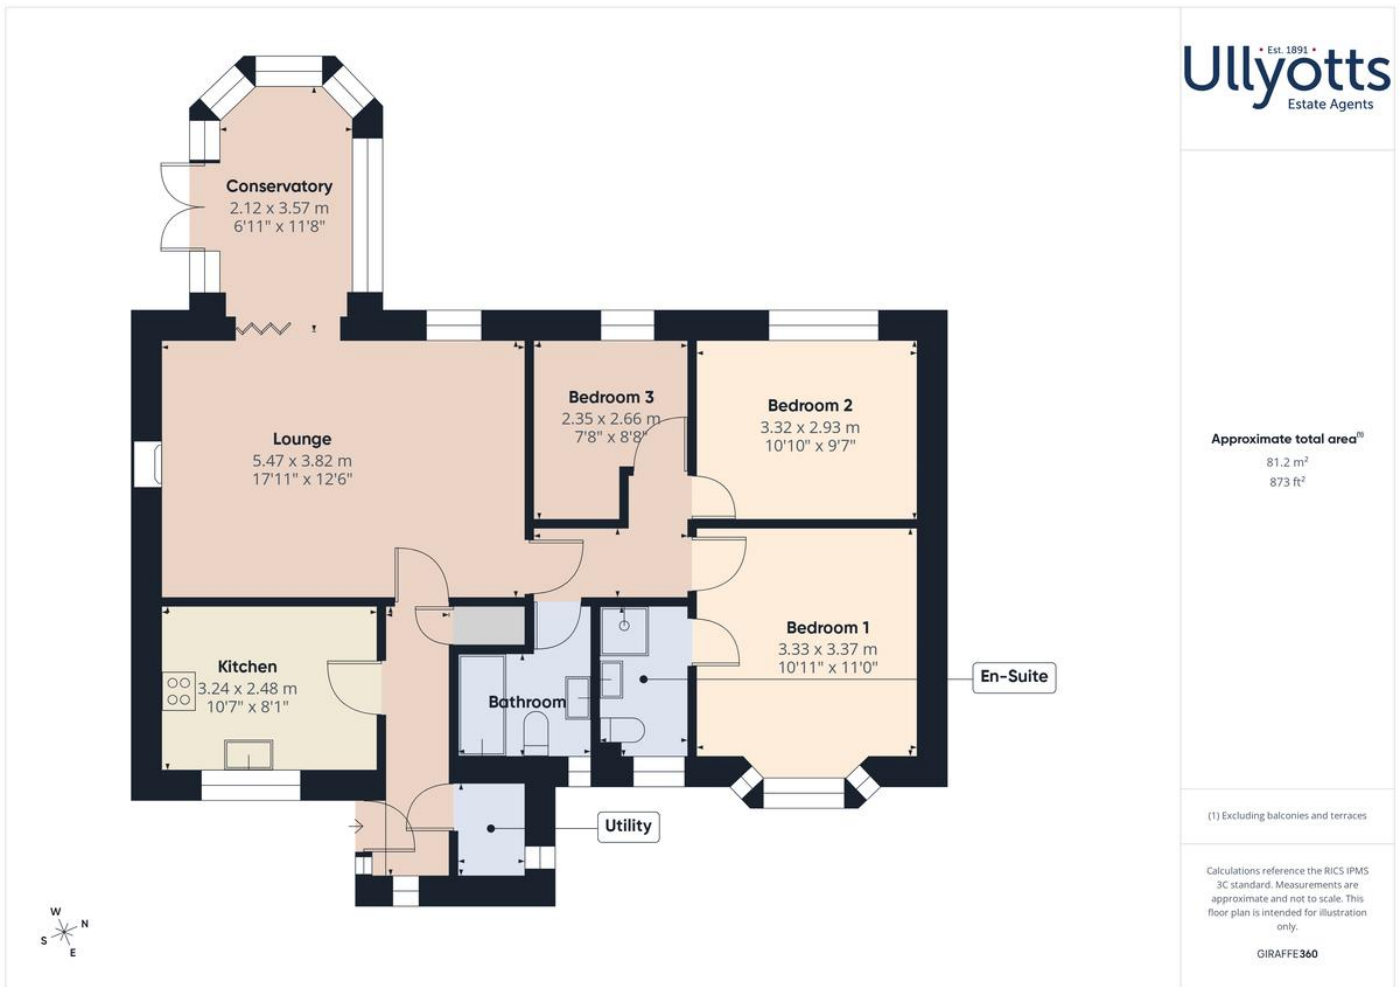 Conservatory
2.12 x 3.57 m
6'11" x 11'8"
Lounge
5.47 x 3.82 m
17'11" x 12'6"
Bedroom 3
2.35 x 2.66 m
7'8" x 8'8"
Bedroom 2
3.32 x 2.93 m
10'10" x 9'7"
Kitchen
3.24 x 2.48 m
10'7" x 8'1"
Bathroom
Bedroom 1
3.33 x 3.37 m
10'11" x 11'0"
En-Suite
Utility
W
N
S
E
Est. 1891
Ullyotts
Estate Agents
Approximate total area(1)
81.2 m²
873 ft²
(1) Excluding balconies and terraces
Calculations reference the RICS IPMS
3C standard. Measurements are
approximate and not to scale. This
floor plan is intended for illustration
only.
GIRAFFE360